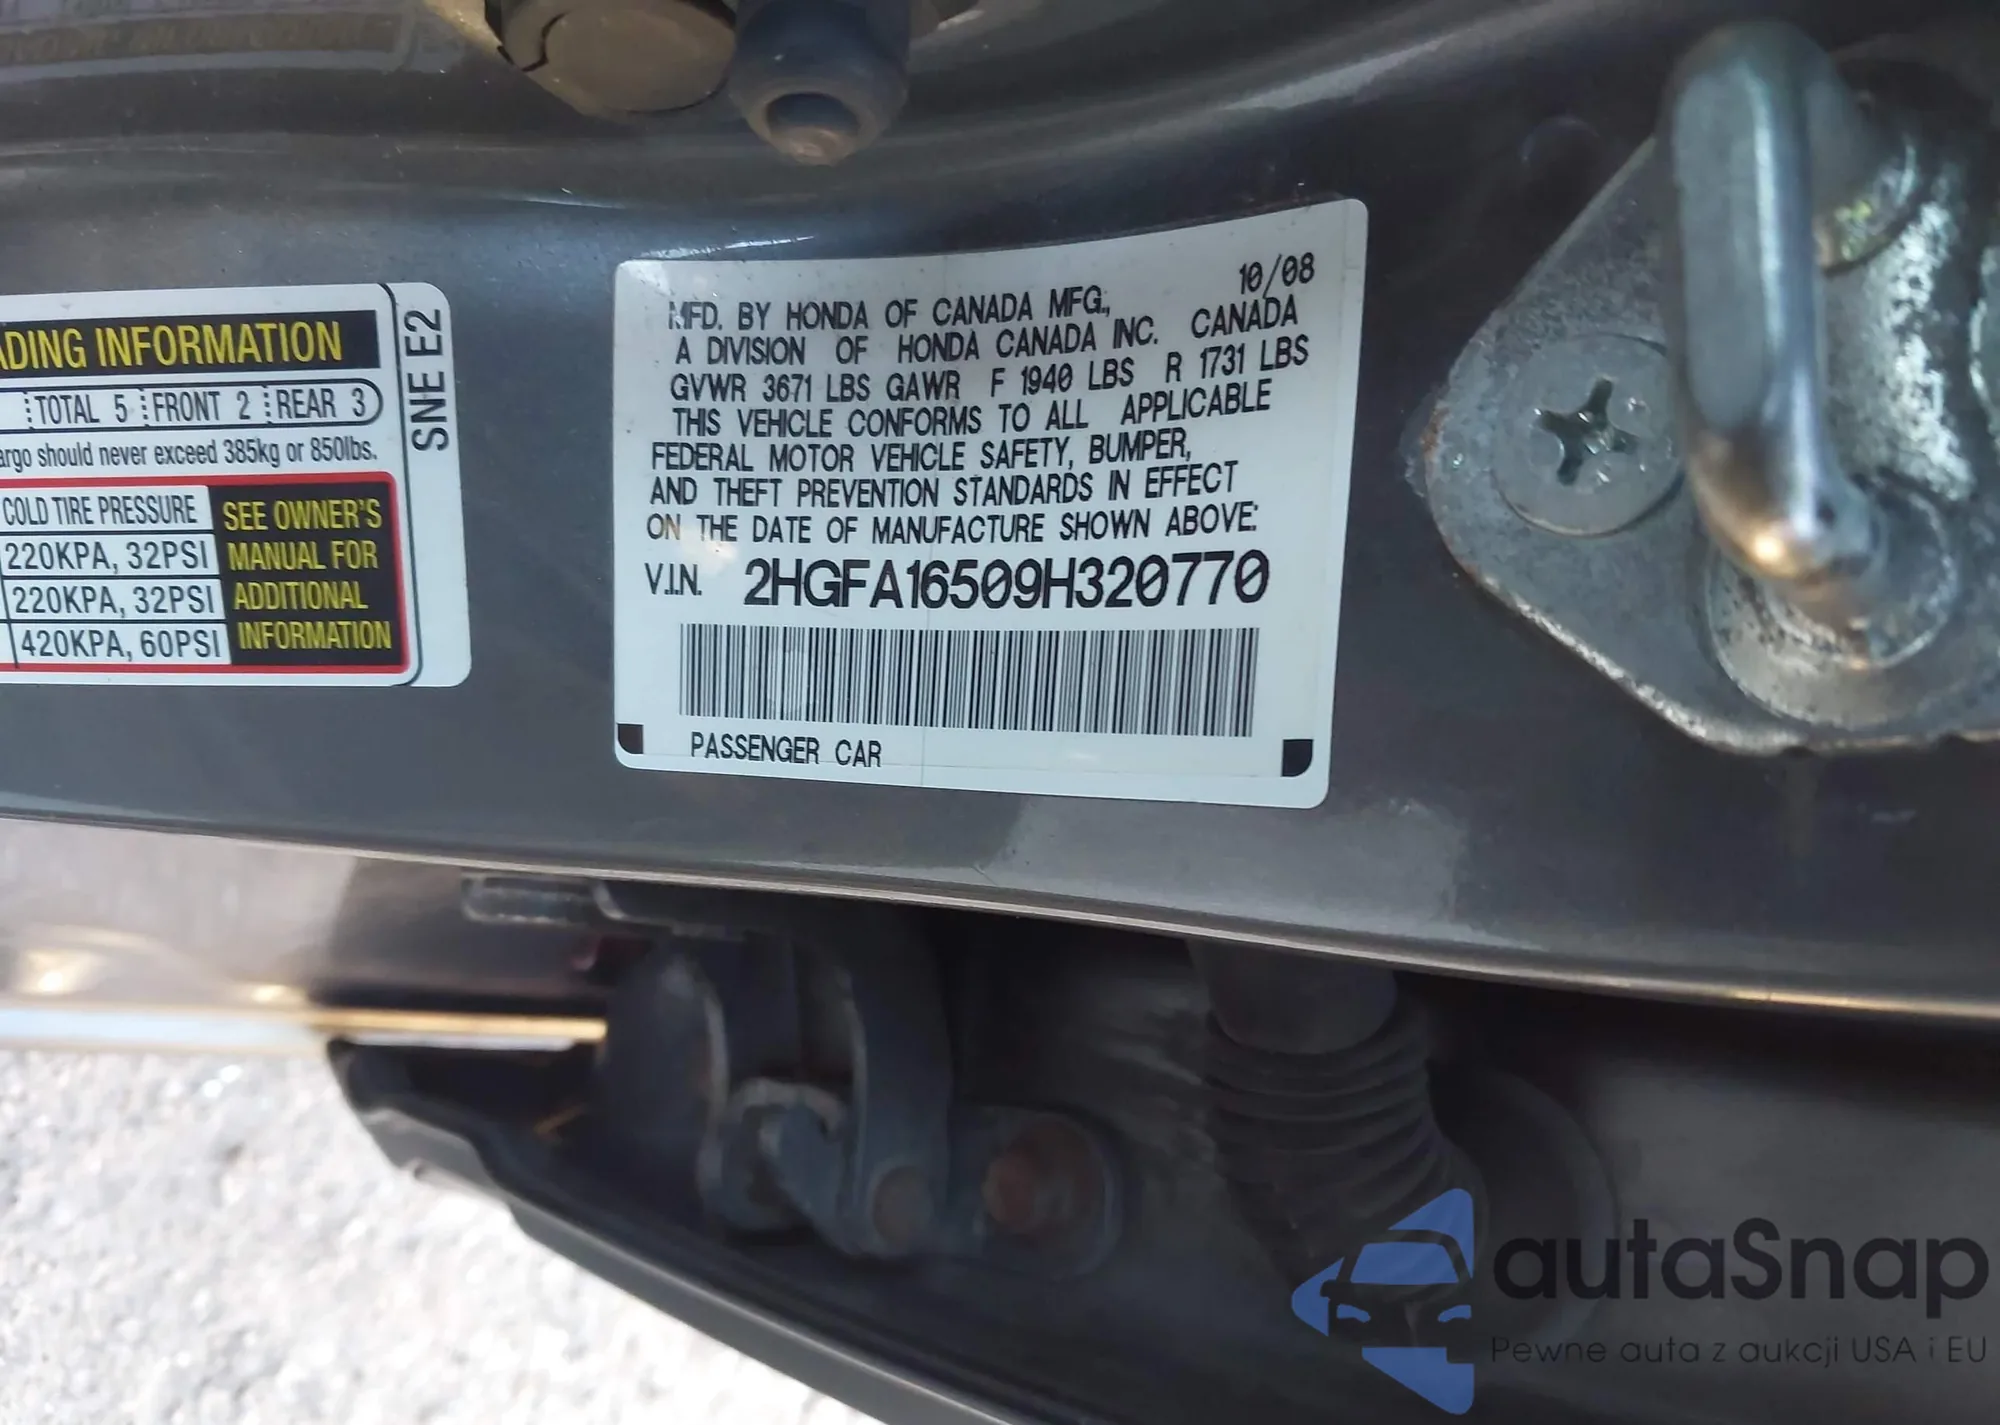 ADING INFORMATION
TOTAL 5 FRONT 2 REAR 3
argo should never exceed 385kg or 850lbs.
COLD TIRE PRESSURE
220KPA, 32PSI
220KPA, 32PSI
420KPA, 60PSI
SEE OWNER'S
MANUAL FOR
ADDITIONAL
INFORMATION
SNE E2
10/08
MFD. BY HONDA OF CANADA MFG.,
A DIVISION OF HONDA CANADA INC. CANADA
GVWR 3671 LBS GAWR F 1940 LBS R 1731 LBS
THIS VEHICLE CONFORMS TO ALL APPLICABLE
FEDERAL MOTOR VEHICLE SAFETY, BUMPER,
AND THEFT PREVENTION STANDARDS IN EFFECT
ON THE DATE OF MANUFACTURE SHOWN ABOVE:
V.I.N. 2HGFA16509H320770
PASSENGER CAR
autaSnap
Pewne auta z aukcji USA i EU